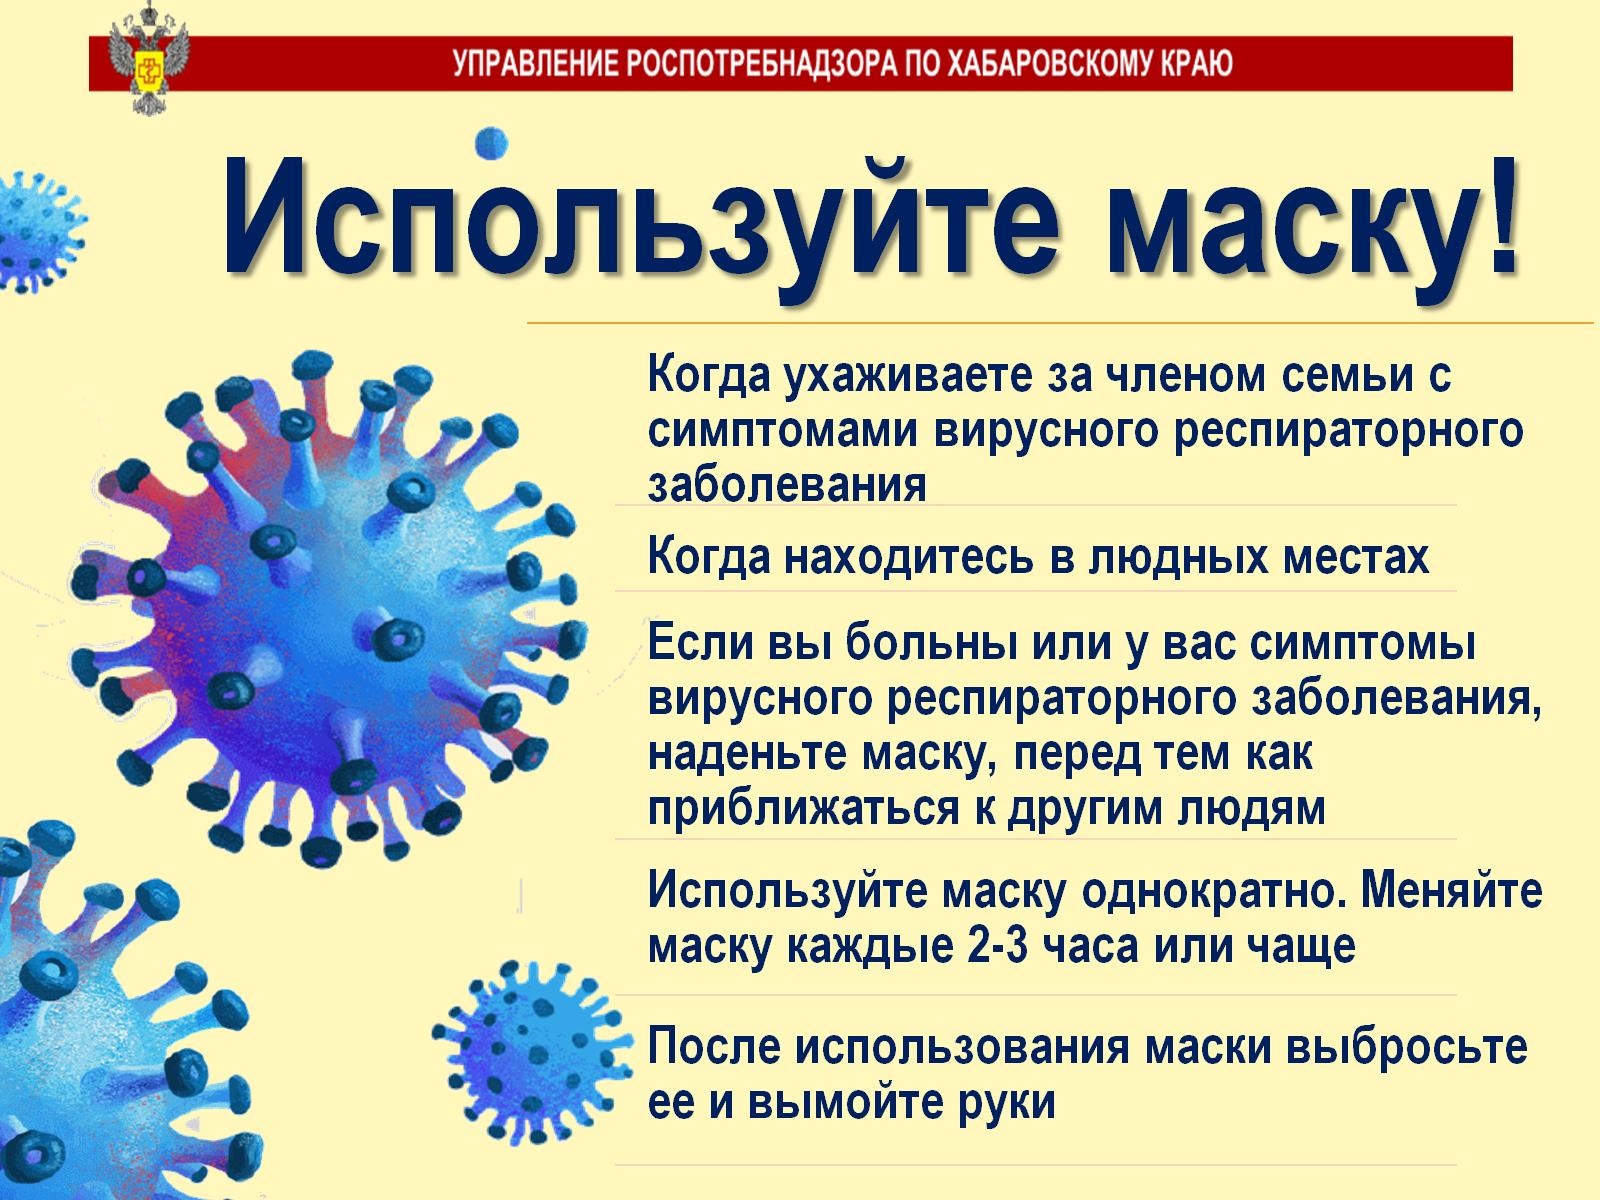 УПРАВЛЕНИЕ РОСПОТРЕБНАДЗОРА ПО ХАБАРОВСКОМУ КРАЮ
Используйте маску!
Когда ухаживаете за членом семьи с
симптомами вирусного респираторного
заболевания
Когда находитесь в людных местах
Если вы больны или у вас симптомы
вирусного респираторного заболевания,
наденьте маску, перед тем как
приближаться к другим людям
Используйте маску однократно. Меняйте
маску каждые 2-3 часа или чаще
После использования маски выбросьте
ее и вымойте руки